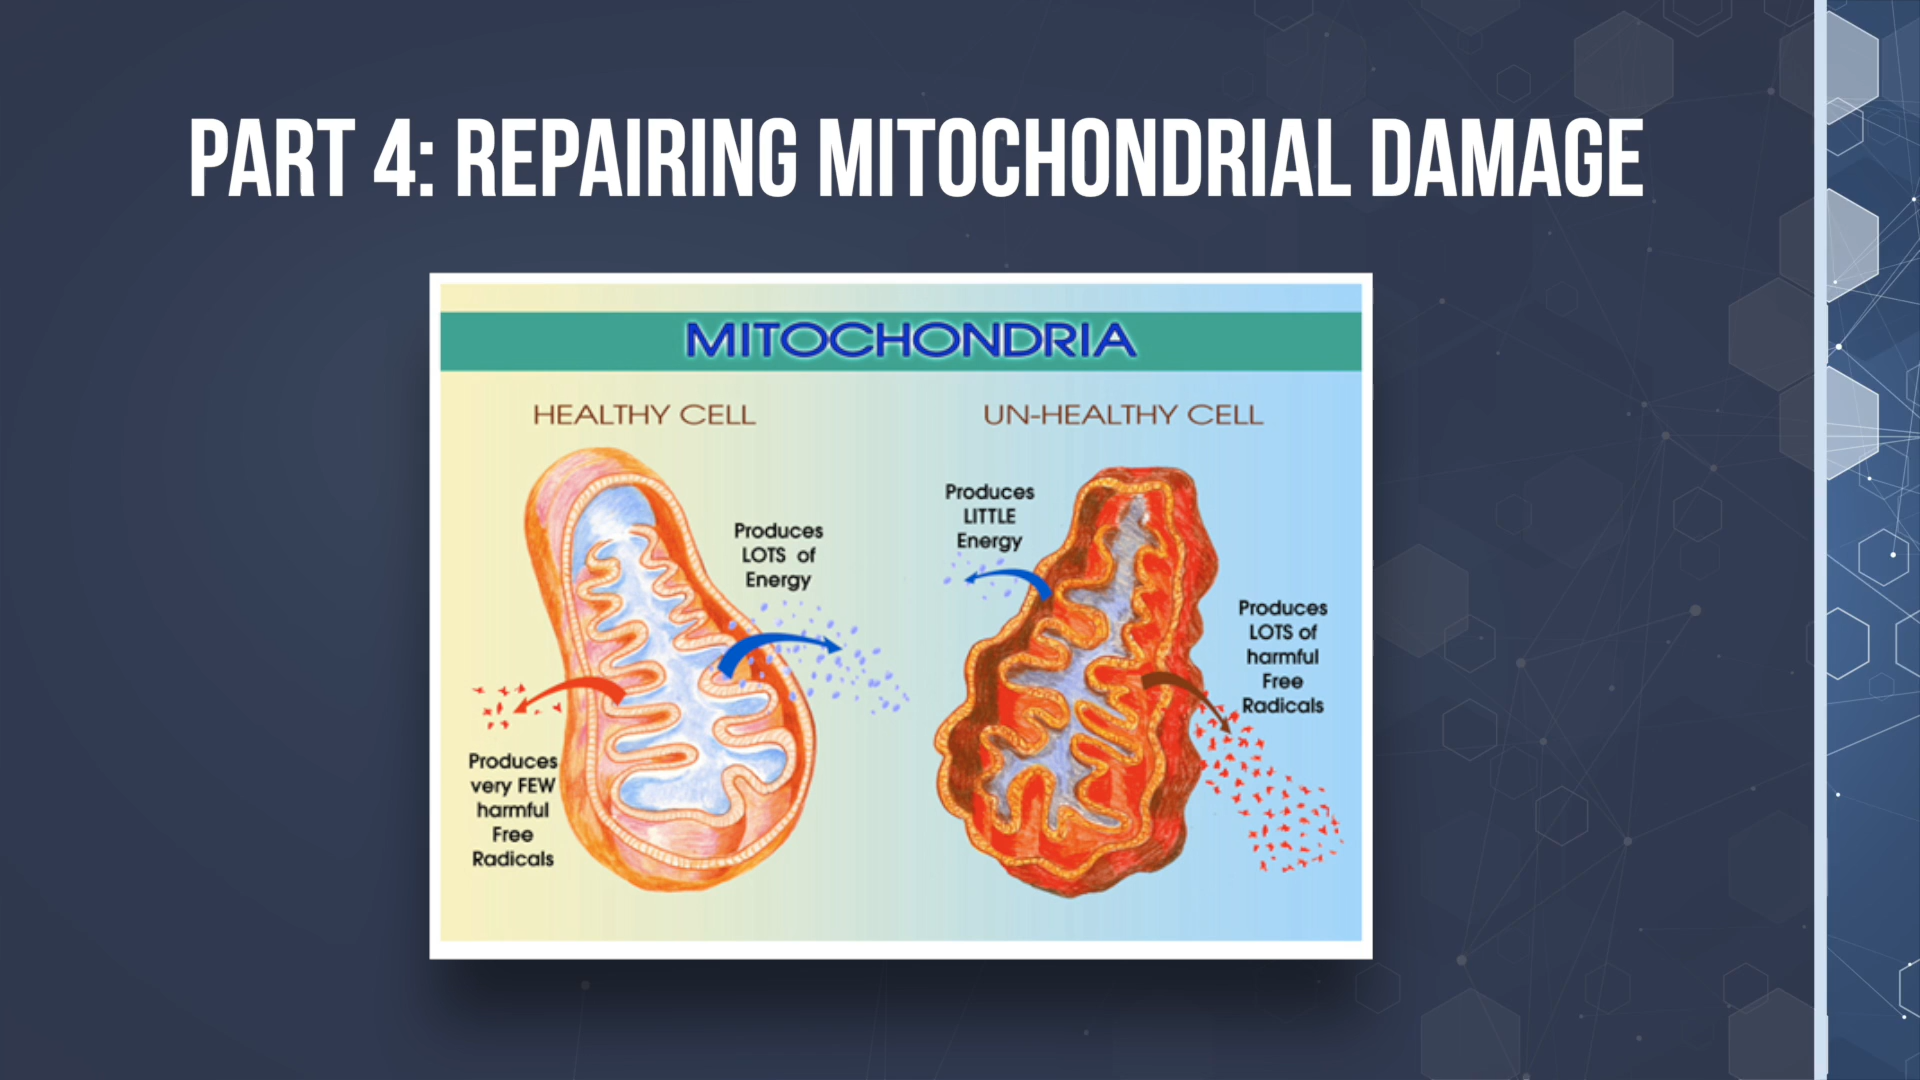 PART 4: REPAIRING MITOCHONDRIAL DAMAGE
MITOCHONDRIA
HEALTHY CELL
Produces
LOTS of
Energy
Produces
very FEW
harmful
Free
Radicals
UN-HEALTHY CELL
Produces
LITTLE
Energy
Produces
LOTS of
harmful
Free
Radicals